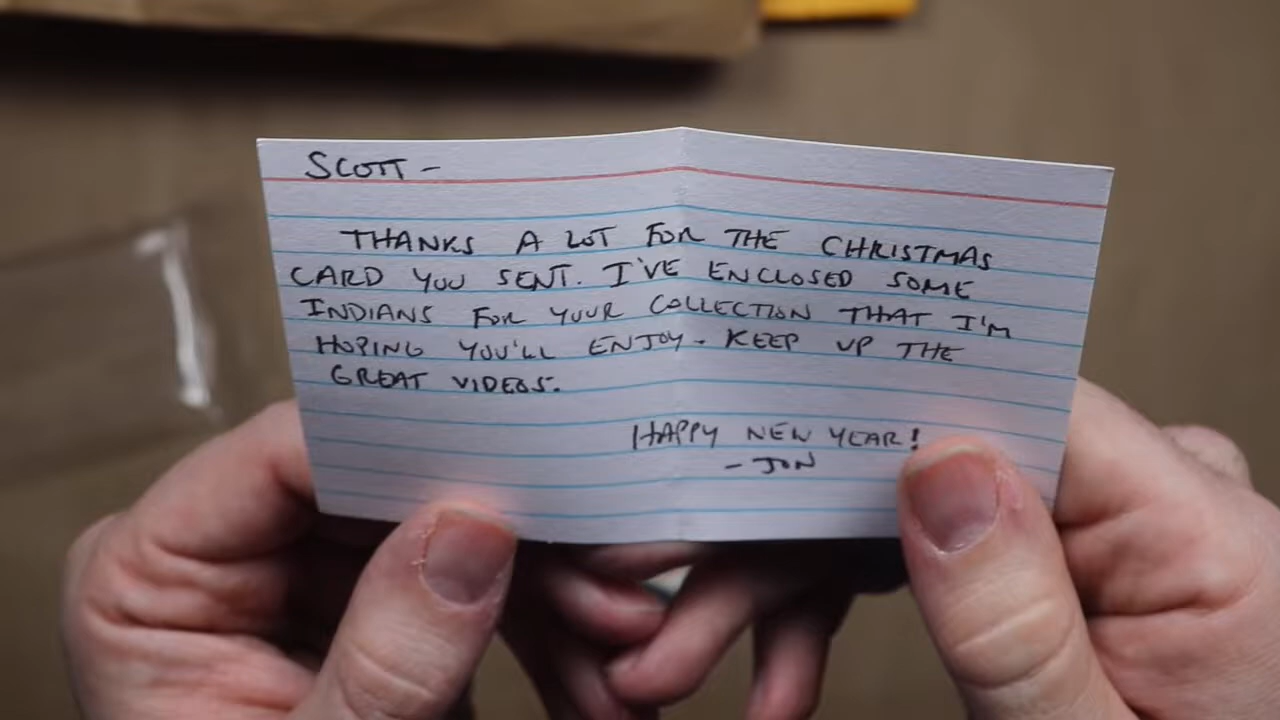 SCOTT -
THANKS A LOT FOR THE CHRISTMAS
CARD YOU SENT. I'VE ENCLOSED SOME
INDIANS FOR YOUR COLLECTION THAT I'M
HOPING YOU'LL ENJOY. KEEP UP THE
GREAT VIDEOS.
HAPPY NEW YEAR!
- JON